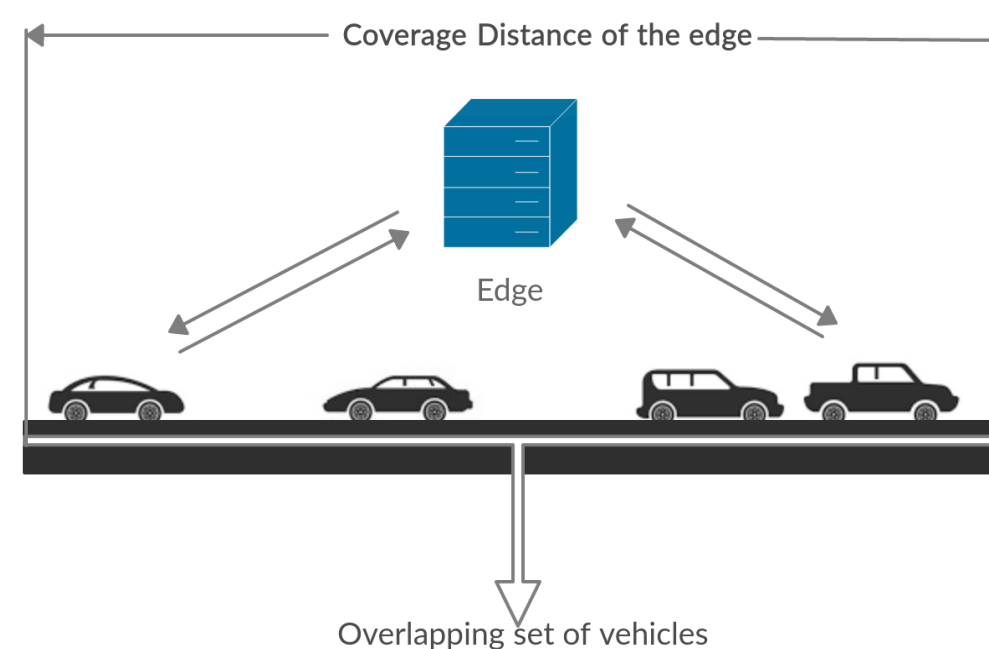 Coverage Distance of the edge
Edge
Overlapping set of vehicles